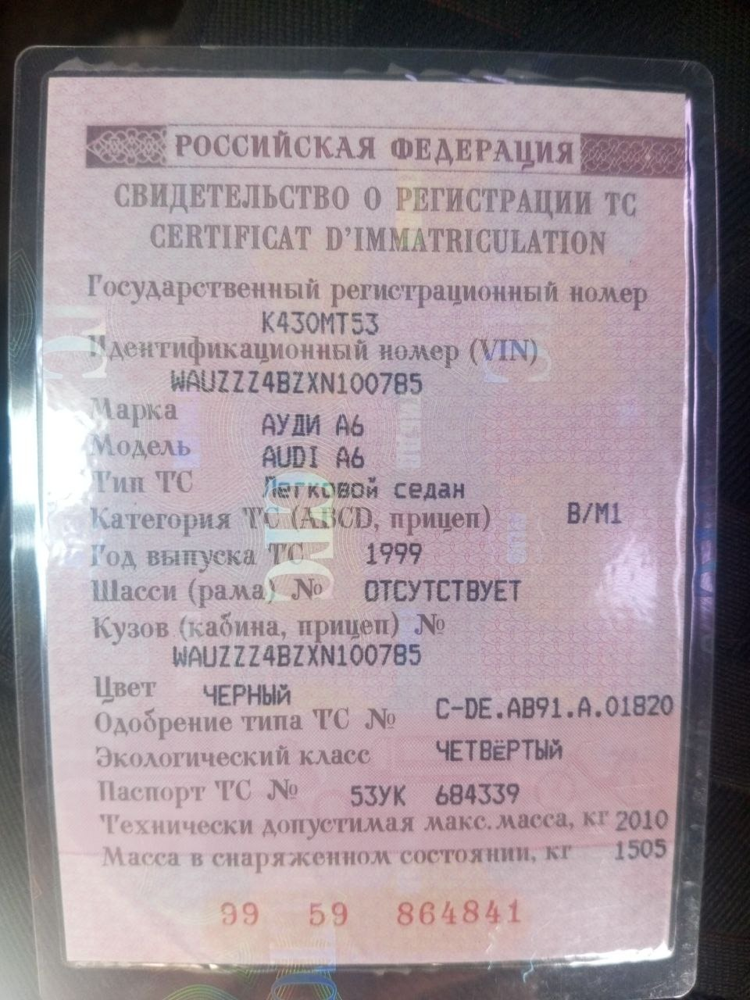 РОССИЙСКАЯ ФЕДЕРАЦИЯ
СВИДЕТЕЛЬСТВО О РЕГИСТРАЦИИ ТС
CERTIFICAT D'IMMATRICULATION
Государственный регистрационный номер
К430МТ53
Идентификационный номер (VIN)
WAUZZZ4BZXN100785
Марка АУДИ А6
Модель AUDI A6
Тип ТС Легковой седан
Категория ТС (ABCD, прицеп) В/М1
Год выпуска ТС 1999
Шасси (рама) № ОТСУТСТВУЕТ
Кузов (кабина, прицеп) №
WAUZZZ4BZXN100785
Цвет ЧЕРНЫЙ
Одобрение типа ТС № C-DE.AB91.A.01820
Экологический класс ЧЕТВЁРТЫЙ
Паспорт ТС № 53УК 684339
Технически допустимая макс. масса, кг 2010
Масса в снаряженном состоянии, кг 1505
99 59 864841